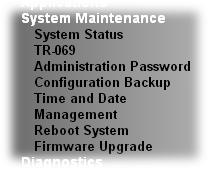 Applications
System Maintenance
System Status
TR-069
Administration Password
Configuration Backup
Time and Date
Management
Reboot System
Firmware Upgrade
Diagnostics